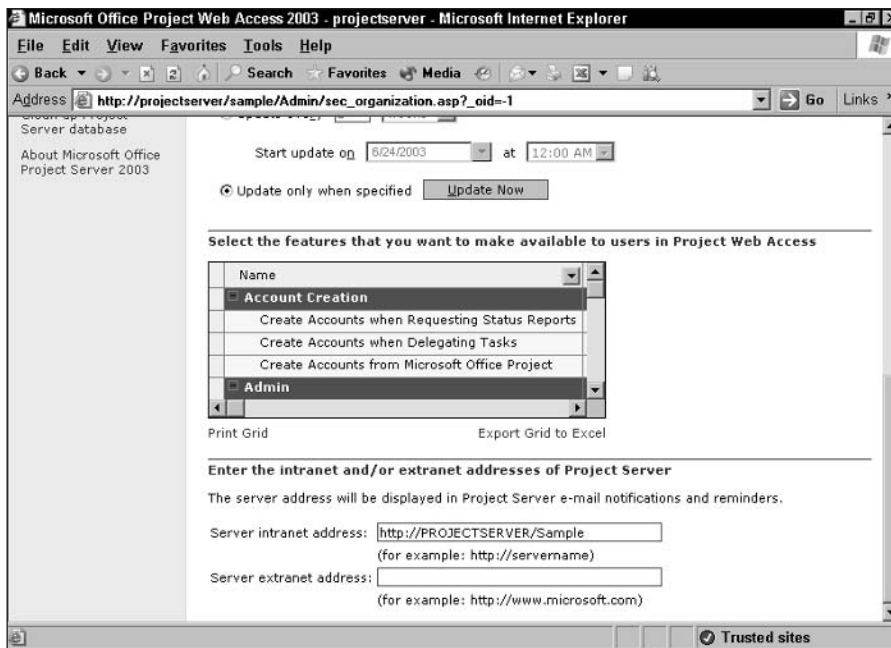 Microsoft Office Project Web Access 2003 - projectserver - Microsoft Internet Explorer
File Edit View Favorites Tools Help
Back Search Favorites Media
Address http://projectserver/sample/Admin/sec_organization.asp?_oid=-1 Go Links
Server database
About Microsoft Office
Project Server 2003
Start update on 6/24/2003 at 12:00 AM
Update only when specified Update Now
Select the features that you want to make available to users in Project Web Access
Name
Account Creation
Create Accounts when Requesting Status Reports
Create Accounts when Delegating Tasks
Create Accounts from Microsoft Office Project
Admin
Print Grid Export Grid to Excel
Enter the intranet and/or extranet addresses of Project Server
The server address will be displayed in Project Server e-mail notifications and reminders.
Server intranet address: http://PROJECTSERVER/Sample
(for example: http://servername)
Server extranet address:
(for example: http://www.microsoft.com)
Trusted sites